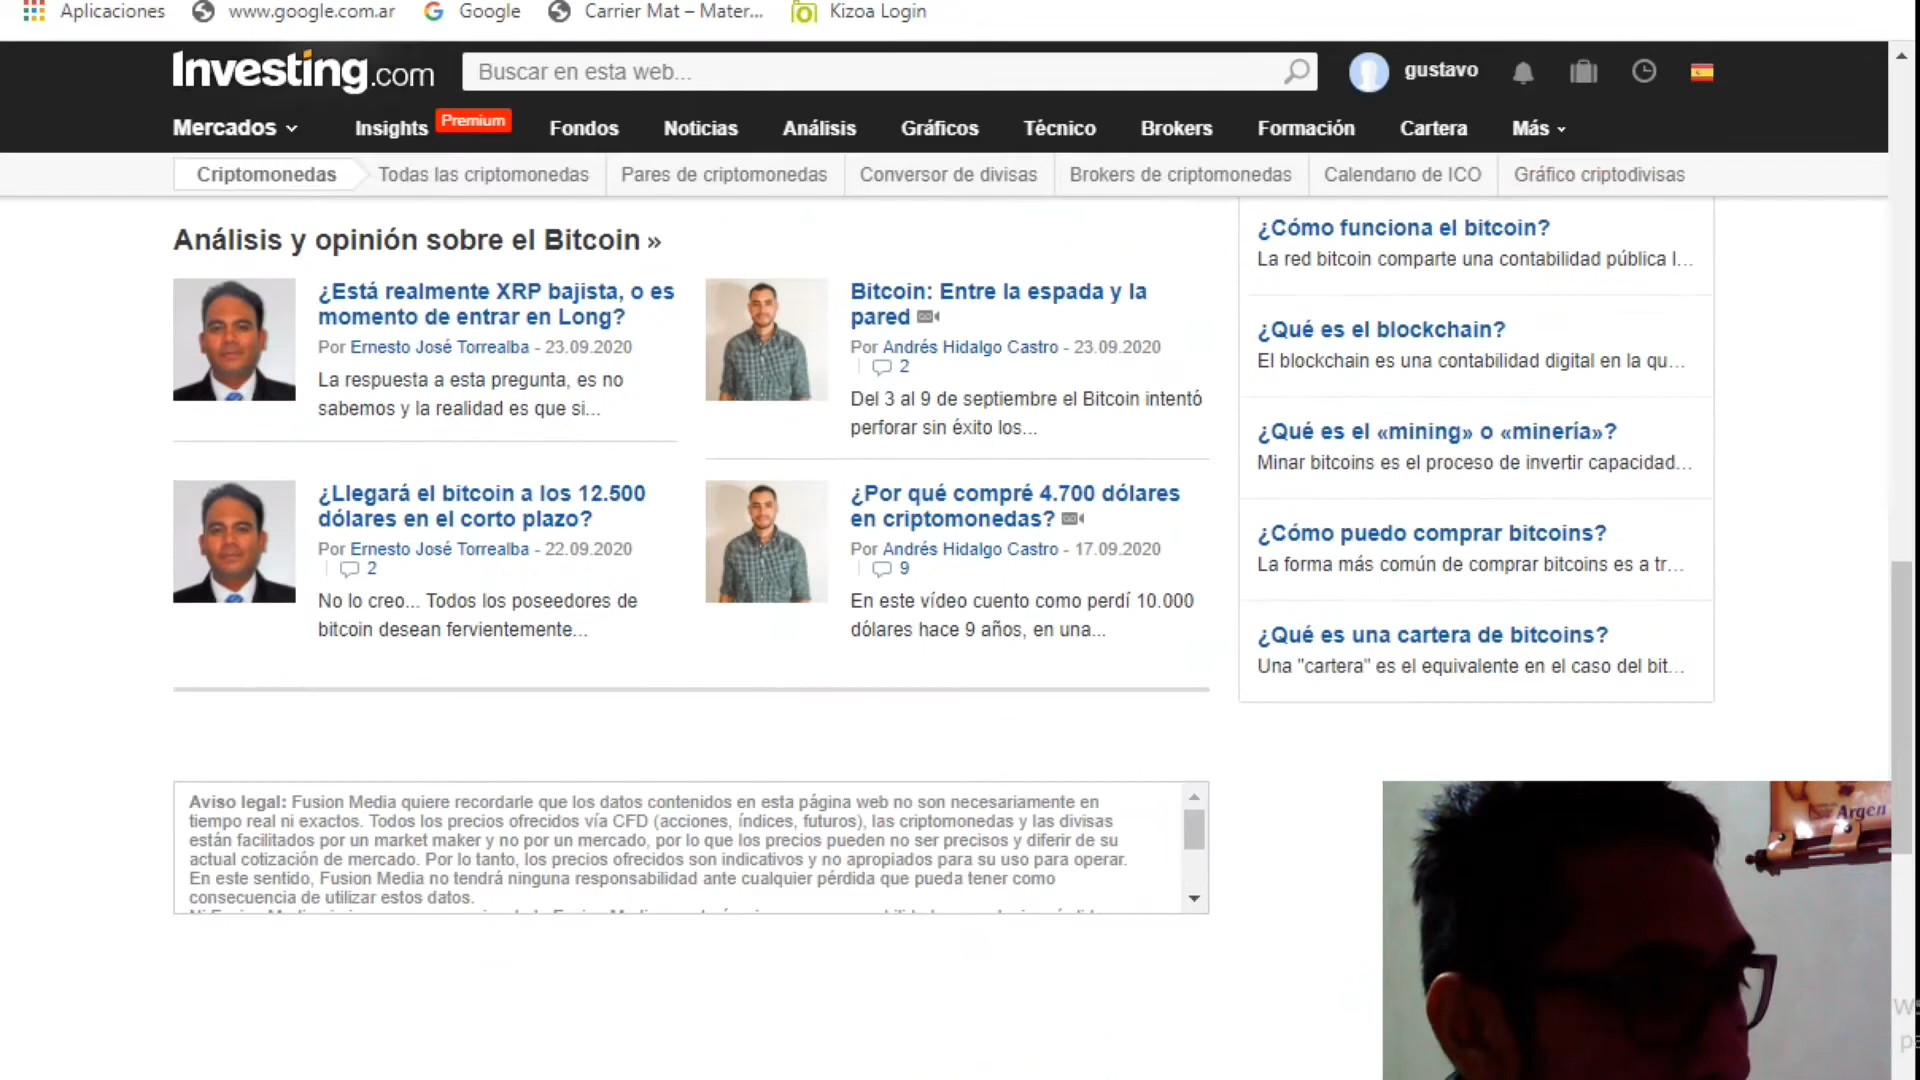 Aplicaciones
www.google.com.ar
Google
Carrier Mat – Mater...
Kizoa Login
Investing.com
Buscar en esta web...
gustavo
Mercados
Insights
Premium
Fondos
Noticias
Análisis
Gráficos
Técnico
Brokers
Formación
Cartera
Más
Criptomonedas
Todas las criptomonedas
Pares de criptomonedas
Conversor de divisas
Brokers de criptomonedas
Calendario de ICO
Gráfico criptodivisas
Análisis y opinión sobre el Bitcoin »
¿Está realmente XRP bajista, o es
momento de entrar en Long?
Por Ernesto José Torrealba - 23.09.2020
La respuesta a esta pregunta, es no
sabemos y la realidad es que si...
Bitcoin: Entre la espada y la
pared
Por Andrés Hidalgo Castro - 23.09.2020
2
Del 3 al 9 de septiembre el Bitcoin intentó
perforar sin éxito los...
¿Llegará el bitcoin a los 12.500
dólares en el corto plazo?
Por Ernesto José Torrealba - 22.09.2020
2
No lo creo... Todos los poseedores de
bitcoin desean fervientemente...
¿Por qué compré 4.700 dólares
en criptomonedas?
Por Andrés Hidalgo Castro - 17.09.2020
9
En este vídeo cuento como perdí 10.000
dólares hace 9 años, en una...
¿Cómo funciona el bitcoin?
La red bitcoin comparte una contabilidad pública l...
¿Qué es el blockchain?
El blockchain es una contabilidad digital en la qu...
¿Qué es el «mining» o «minería»?
Minar bitcoins es el proceso de invertir capacidad...
¿Cómo puedo comprar bitcoins?
La forma más común de comprar bitcoins es a tr...
¿Qué es una cartera de bitcoins?
Una "cartera" es el equivalente en el caso del bit...
Aviso legal: Fusion Media quiere recordarle que los datos contenidos en esta página web no son necesariamente en
tiempo real ni exactos. Todos los precios ofrecidos vía CFD (acciones, índices, futuros), las criptomonedas y las divisas
están facilitados por un market maker y no por un mercado, por lo que los precios pueden no ser precisos y diferir de su
actual cotización de mercado. Por lo tanto, los precios ofrecidos son indicativos y no apropiados para su uso para operar.
En este sentido, Fusion Media no tendrá ninguna responsabilidad ante cualquier pérdida que pueda tener como
consecuencia de utilizar estos datos.
Argen